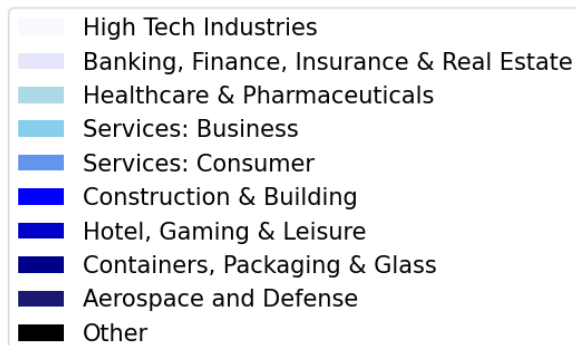 High Tech Industries
Banking, Finance, Insurance & Real Estate
Healthcare & Pharmaceuticals
Services: Business
Services: Consumer
Construction & Building
Hotel, Gaming & Leisure
Containers, Packaging & Glass
Aerospace and Defense
Other